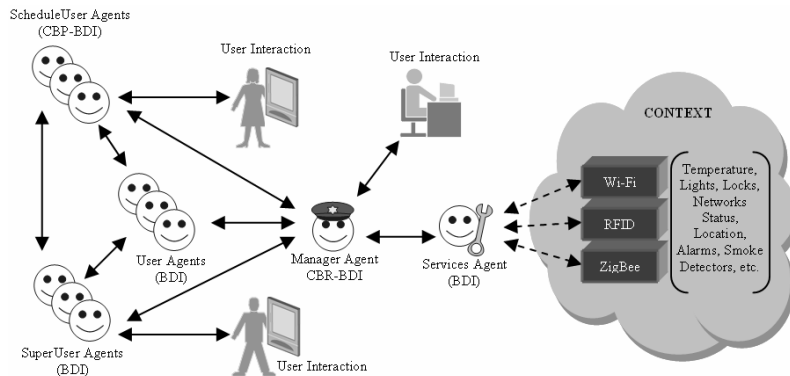 ScheduleUser Agents
(CBP-BDI)
User Interaction
User Interaction
CONTEXT
Wi-Fi
RFID
ZigBee
Temperature,
Lights, Locks,
Networks
Status,
Location,
Alarms, Smoke
Detectors, etc.
User Agents
(BDI)
Manager Agent
CBR-BDI
Services Agent
(BDI)
SuperUser Agents
(BDI)
User Interaction